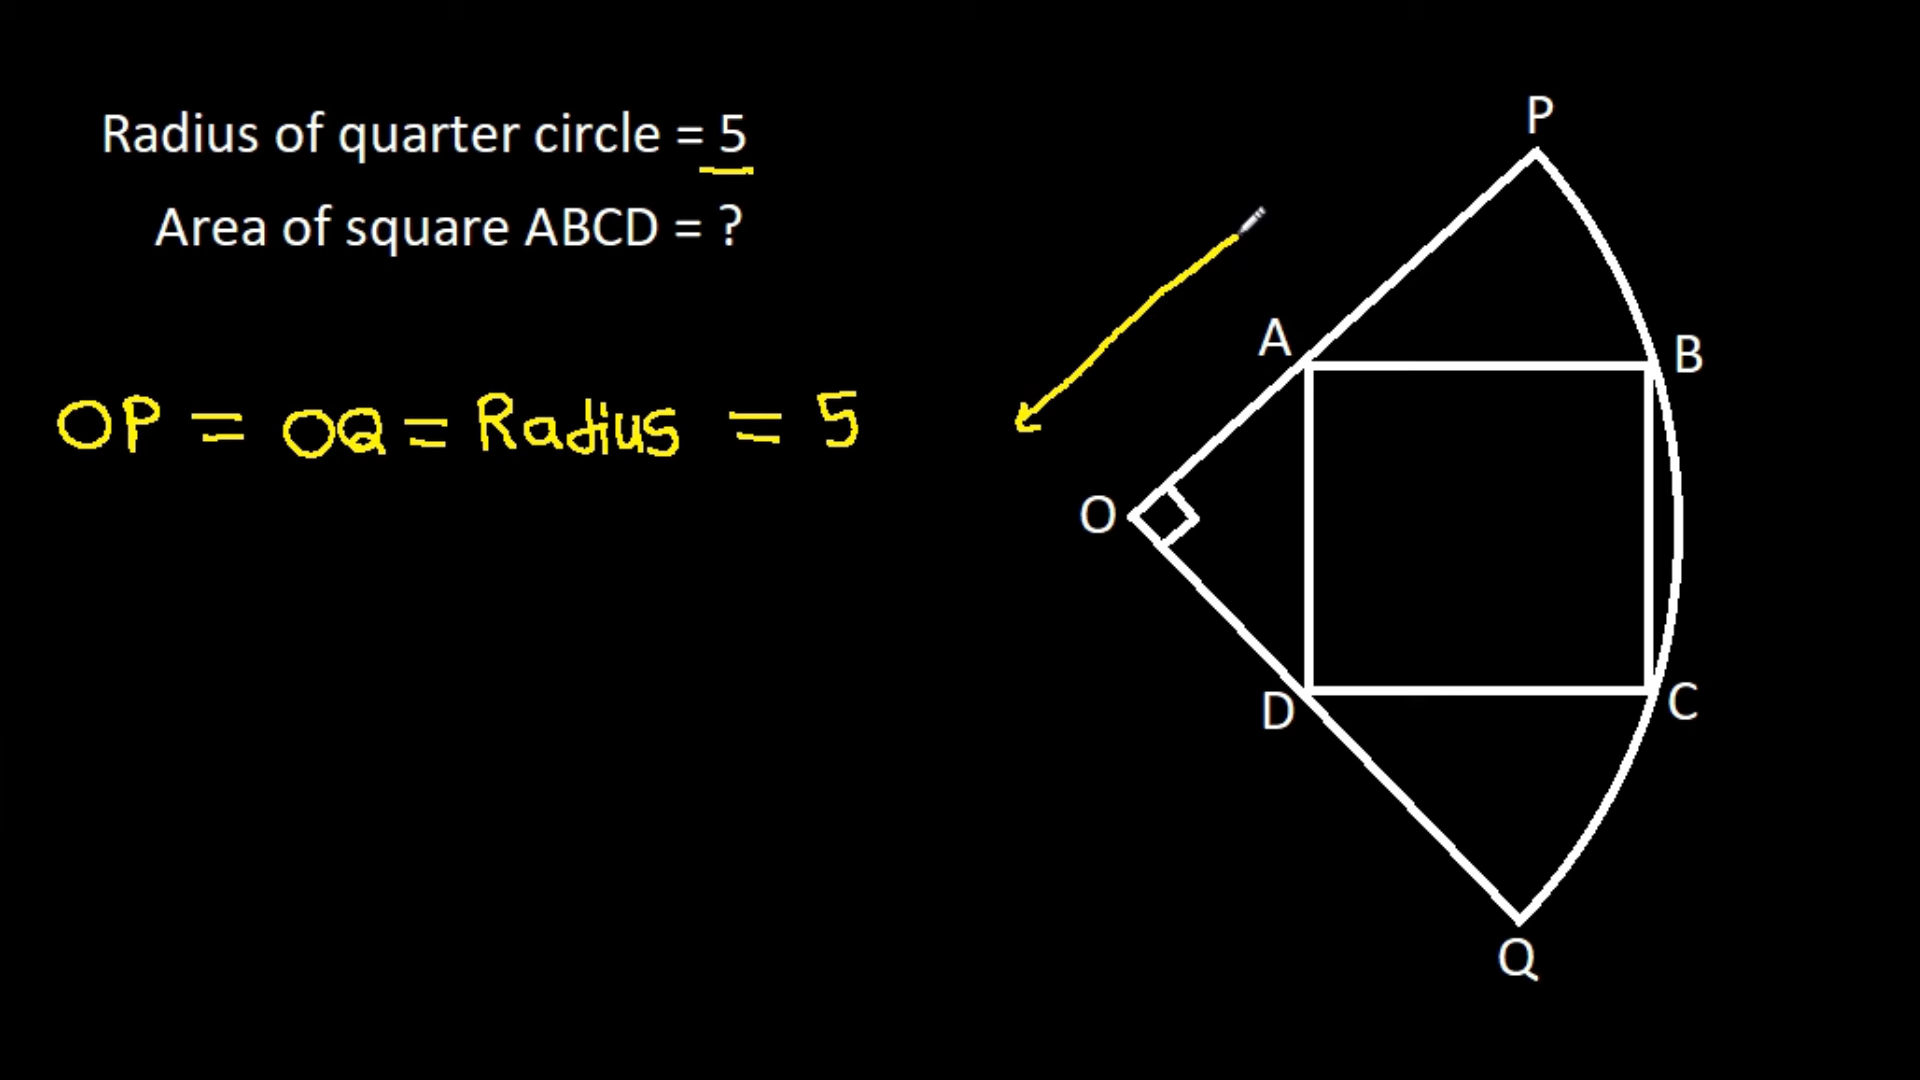 Radius of quarter circle = 5
Area of square ABCD = ?
OP = OQ = Radius = 5
P
A
B
O
D
C
Q